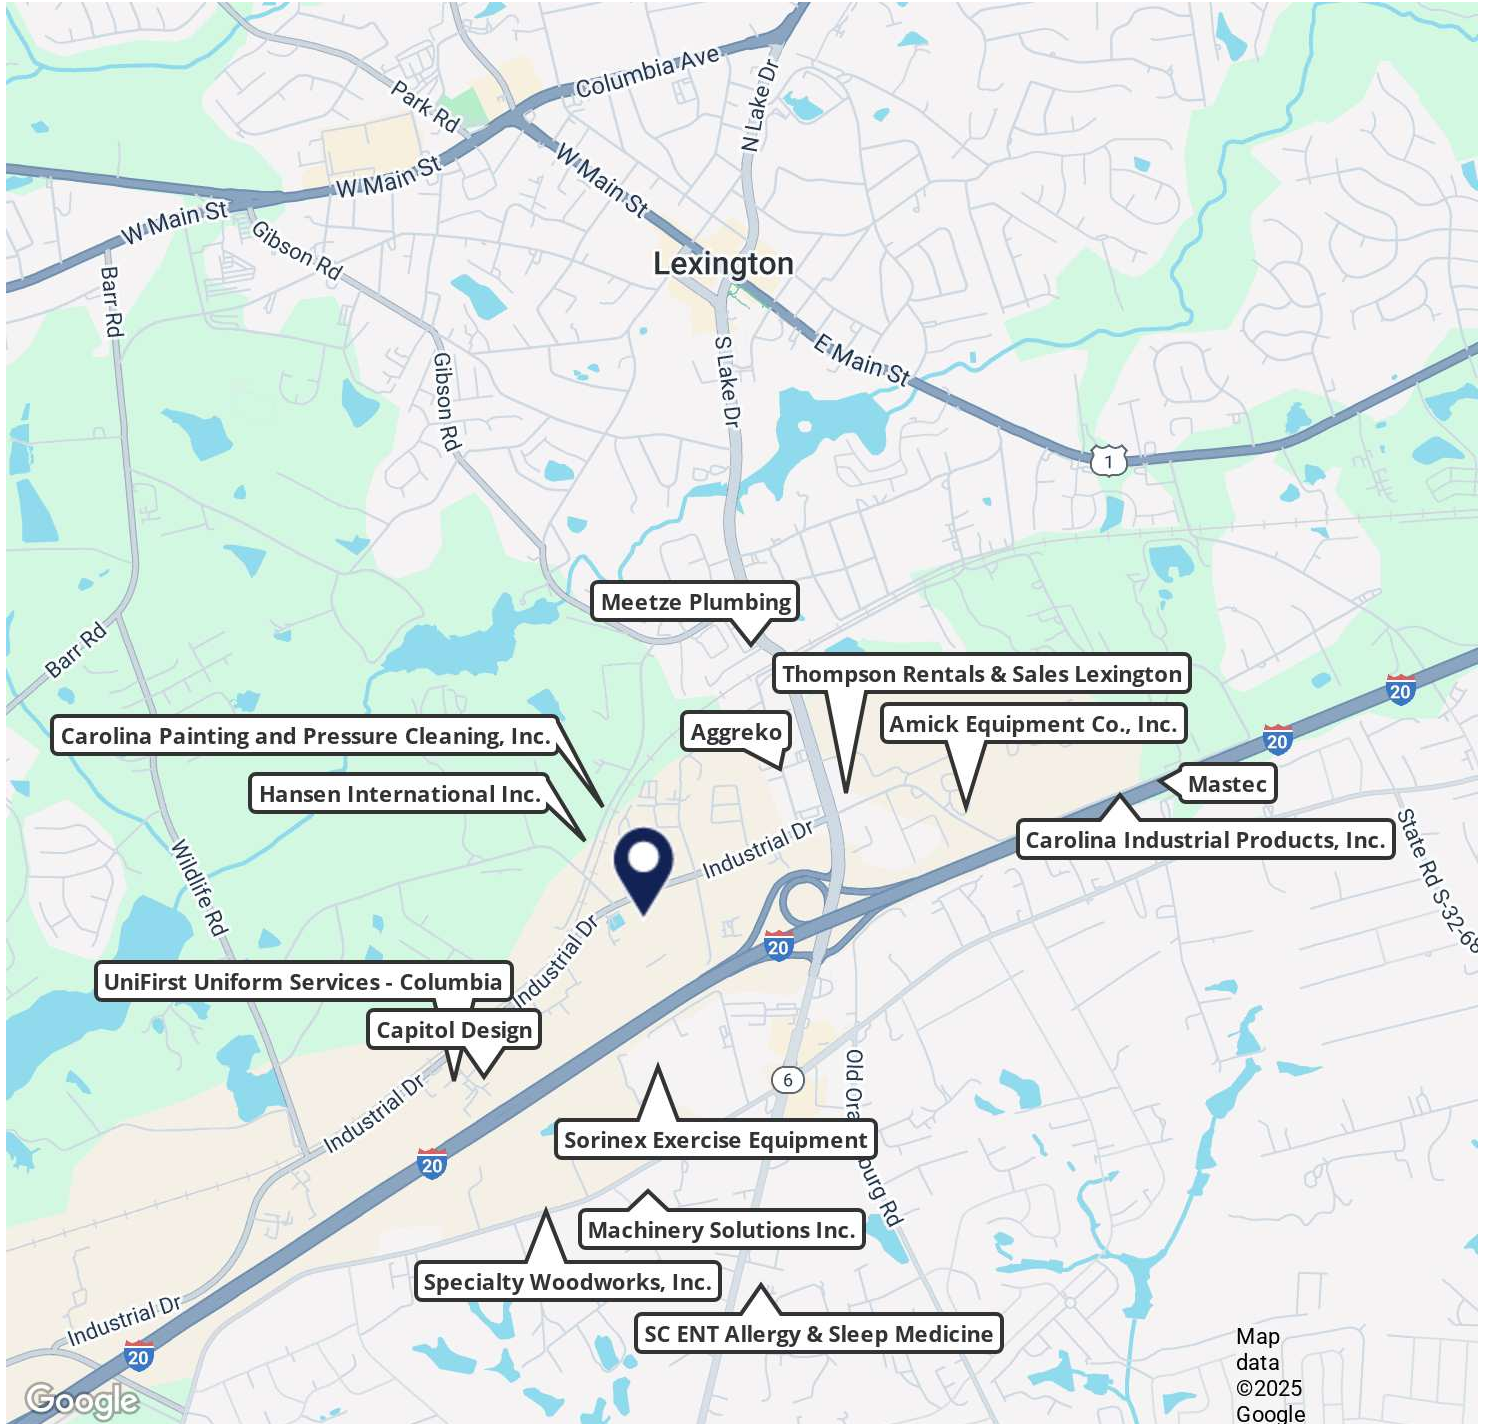 Columbia Ave
Park Rd
N Lake Dr
W Main St
W Main St
W Main St
Gibson Rd
Lexington
Barr Rd
Gibson Rd
S Lake Dr
E Main St
1
Meetze Plumbing
Barr Rd
Thompson Rentals & Sales Lexington
20
Carolina Painting and Pressure Cleaning, Inc.
Aggreko
Amick Equipment Co., Inc.
20
Hansen International Inc.
Mastec
Carolina Industrial Products, Inc.
Industrial Dr
Wildlife Rd
State Rd S-32-68
Industrial Dr
20
UniFirst Uniform Services - Columbia
Capitol Design
6
Old Ora
burg Rd
Industrial Dr
Sorinex Exercise Equipment
20
Machinery Solutions Inc.
Specialty Woodworks, Inc.
Industrial Dr
SC ENT Allergy & Sleep Medicine
20
Map
data
©2025
Google
Google